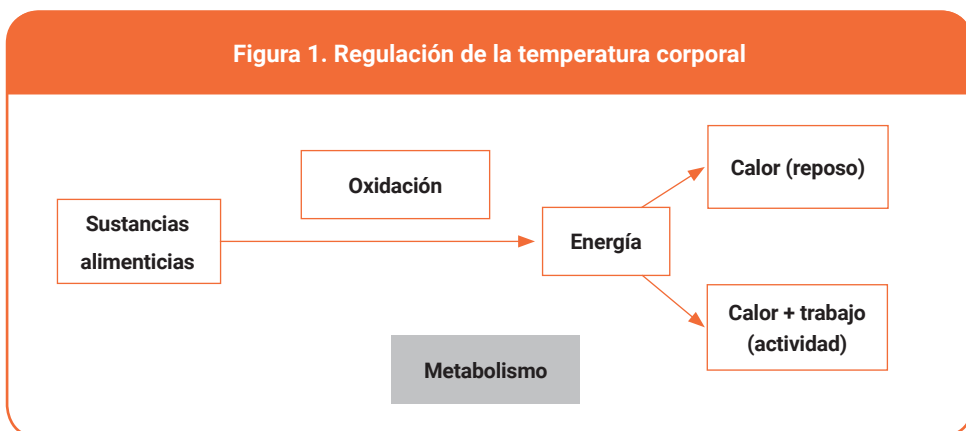 Figura 1. Regulación de la temperatura corporal
Oxidación
Sustancias
alimenticias
Energía
Calor (reposo)
Calor + trabajo
(actividad)
Metabolismo